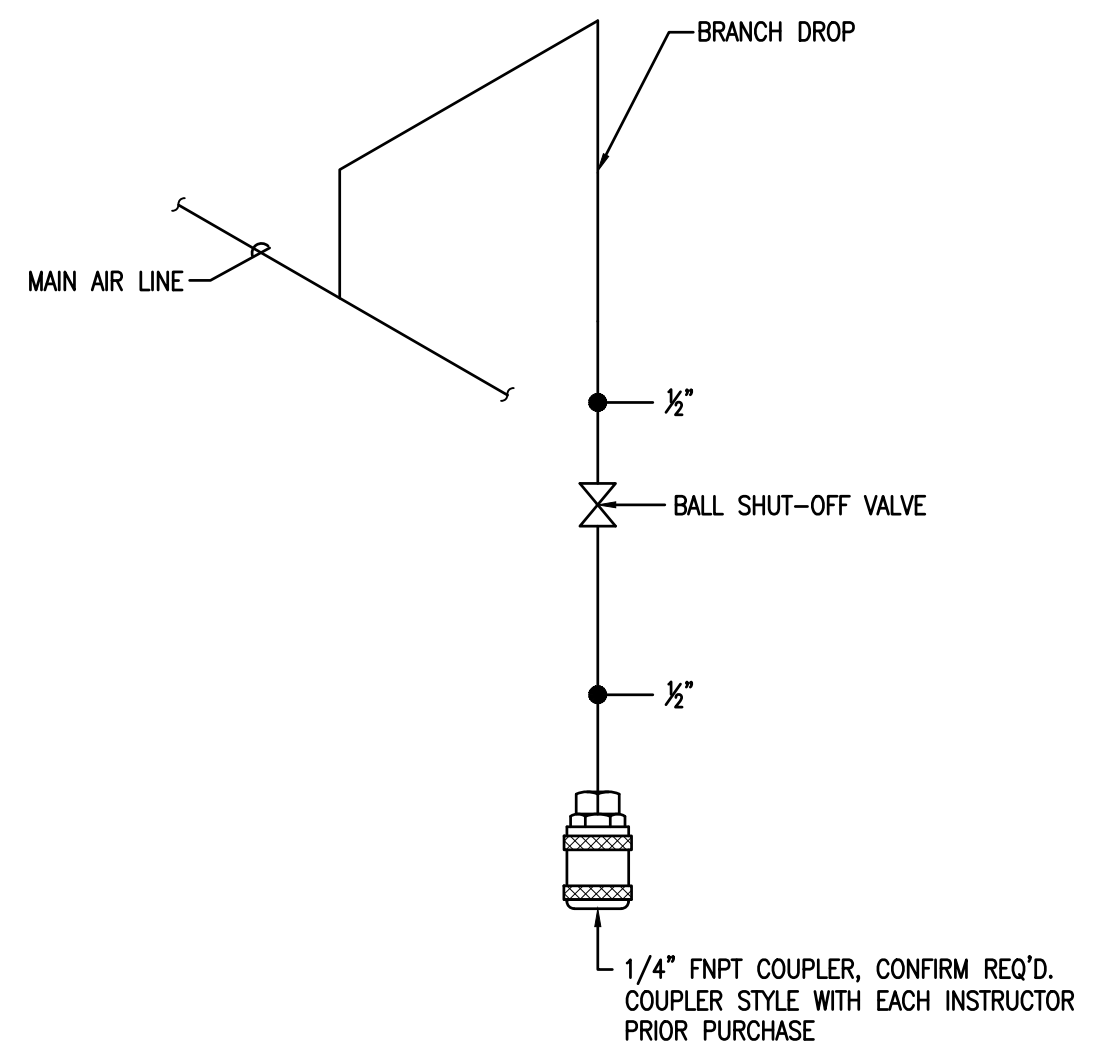 BRANCH DROP
MAIN AIR LINE
½"
BALL SHUT-OFF VALVE
½"
1/4" FNPT COUPLER, CONFIRM REQ'D.
COUPLER STYLE WITH EACH INSTRUCTOR
PRIOR PURCHASE